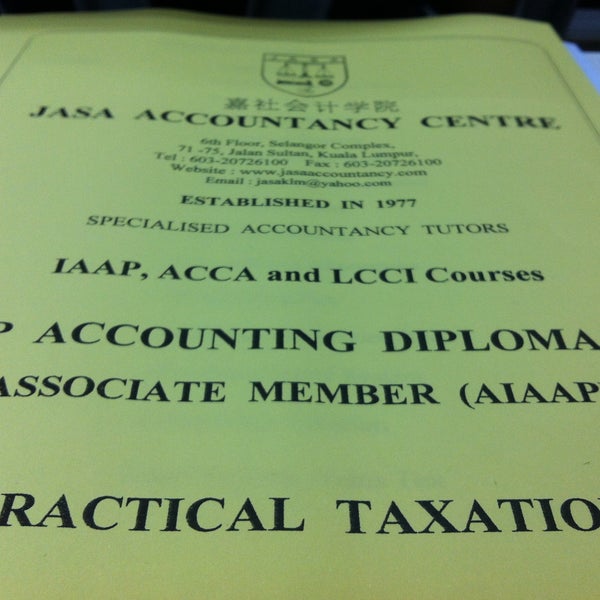 嘉社会计学院
JASA ACCOUNTANCY CENTRE
6th Floor, Selangor Complex,
71 -75, Jalan Sultan, Kuala Lumpur,
Tel : 603-20726100 Fax : 603-20726100
Website : www.jasaaccountancy.com
Email : jasaklm@yahoo.com
ESTABLISHED IN 1977
SPECIALISED ACCOUNTANCY TUTORS
IAAP, ACCA and LCCI Courses
P ACCOUNTING DIPLOMA
ASSOCIATE MEMBER (AIAAP)
RACTICAL TAXATIO